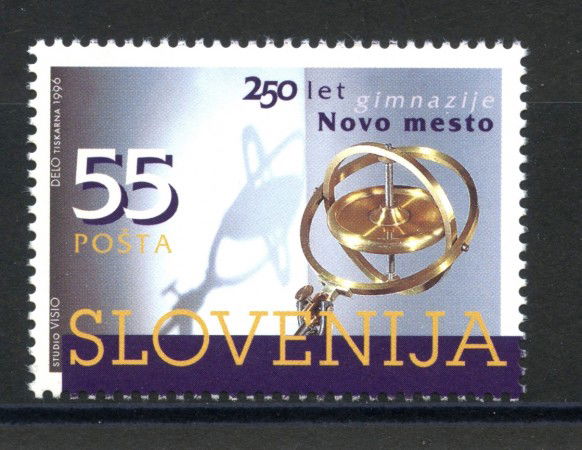 250 let
gimnazije
Novo mesto
55
POŠTA
SLOVENIJA
DELO TISKARNA 1996
STUDIO VISIO